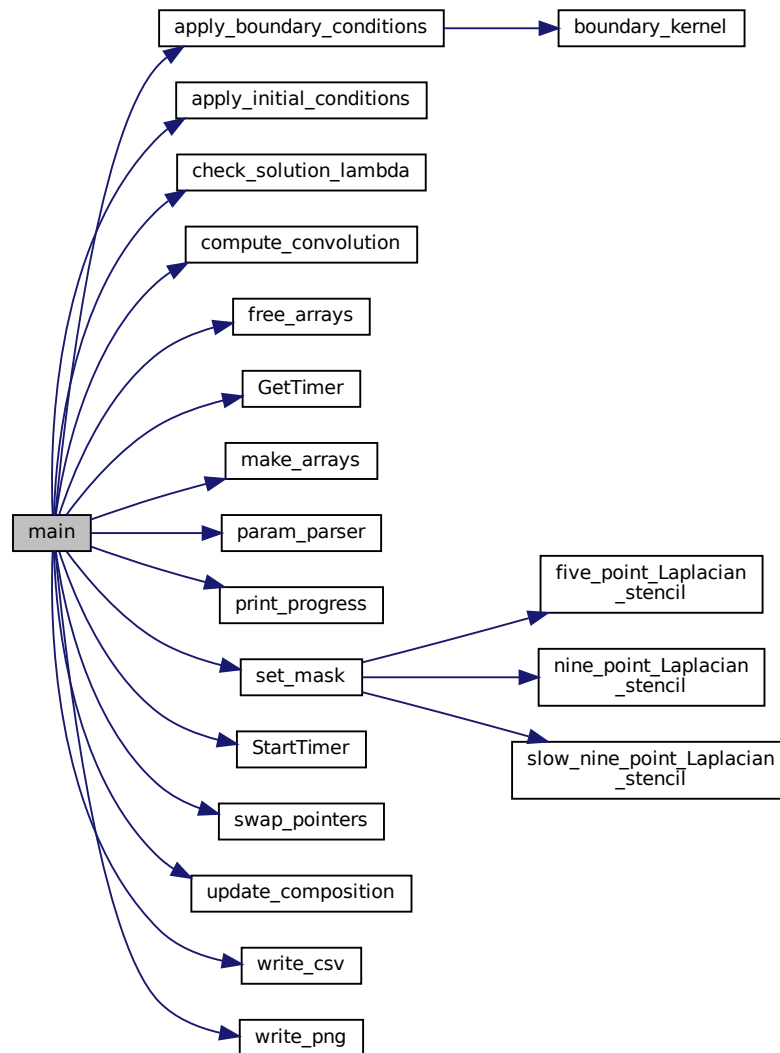 apply_boundary_conditions
boundary_kernel
apply_initial_conditions
check_solution_lambda
compute_convolution
free_arrays
GetTimer
make_arrays
main
param_parser
print_progress
set_mask
five_point_Laplacian
_stencil
nine_point_Laplacian
_stencil
slow_nine_point_Laplacian
_stencil
StartTimer
swap_pointers
update_composition
write_csv
write_png